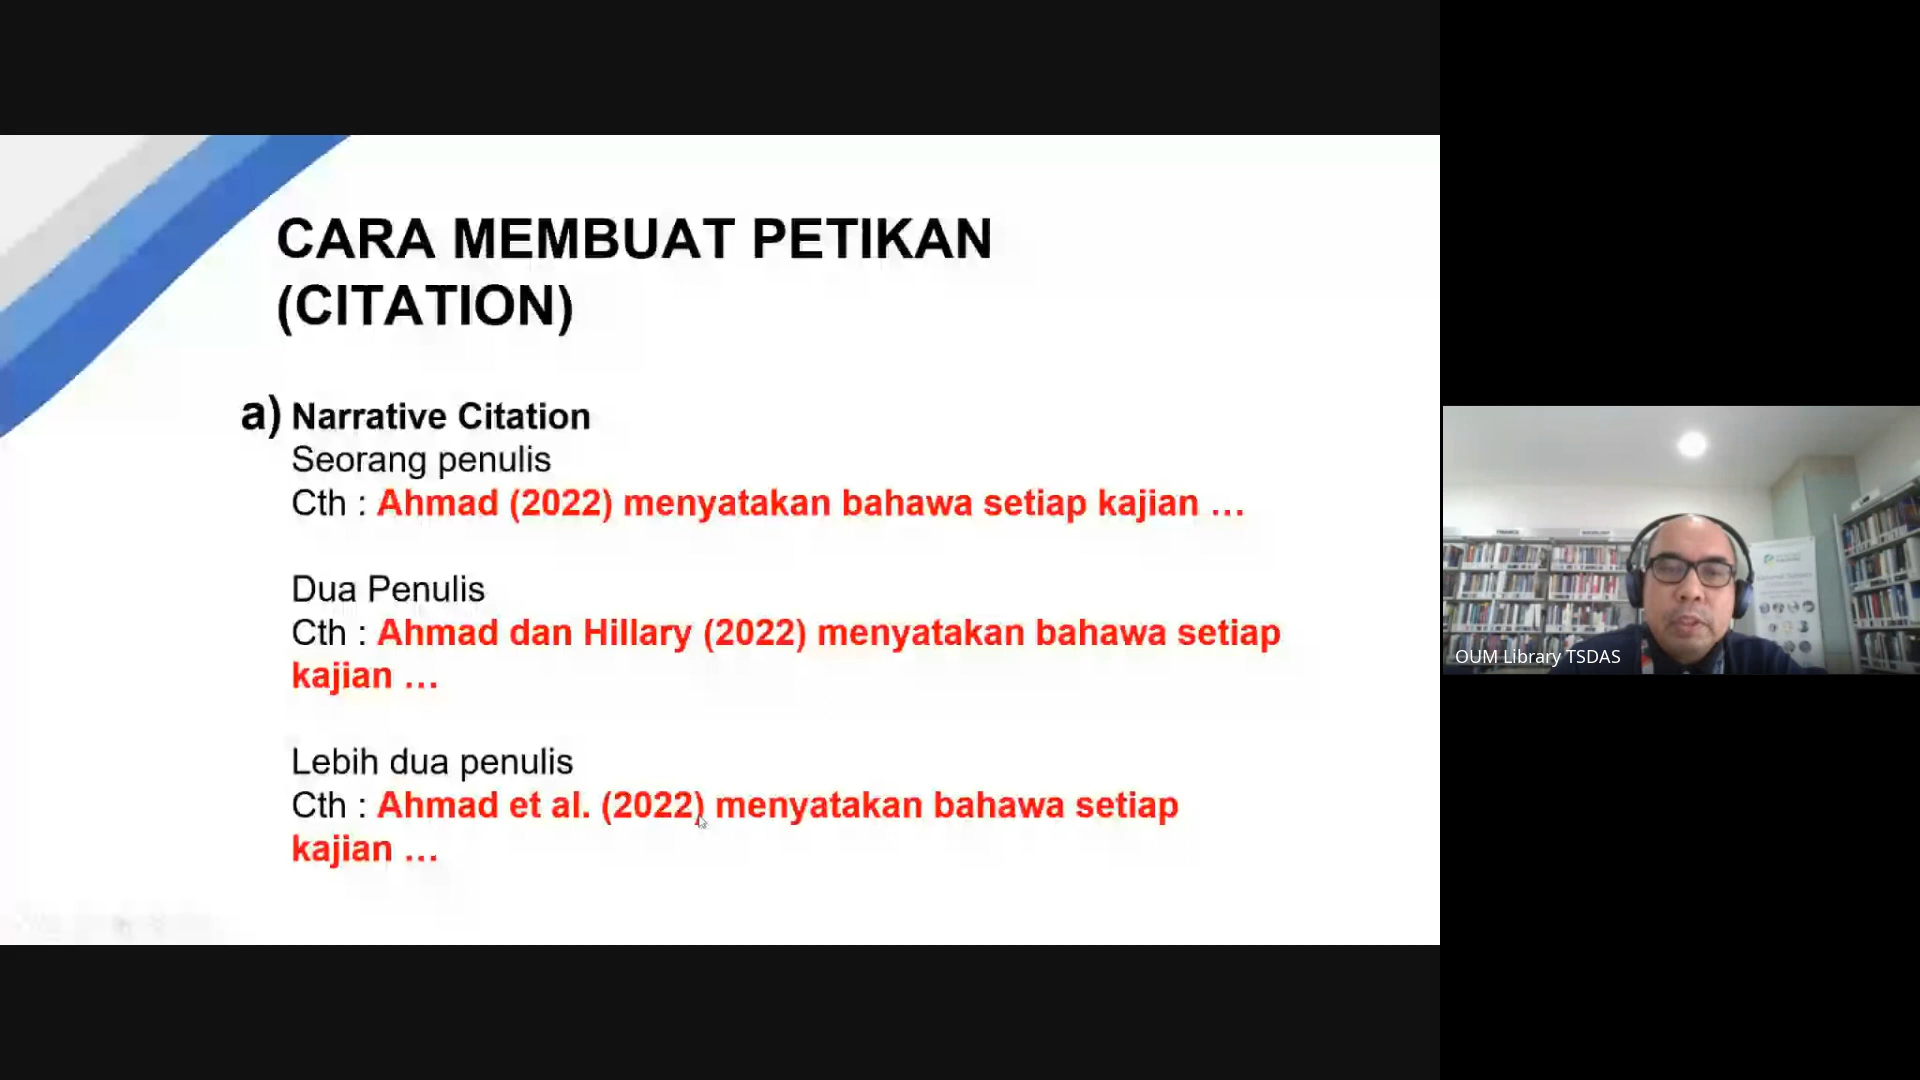 CARA MEMBUAT PETIKAN
(CITATION)
a) Narrative Citation
Seorang penulis
Cth : Ahmad (2022) menyatakan bahawa setiap kajian ...
Dua Penulis
Cth : Ahmad dan Hillary (2022) menyatakan bahawa setiap
kajian ...
Lebih dua penulis
Cth : Ahmad et al. (2022) menyatakan bahawa setiap
kajian ...
OUM Library TSDAS